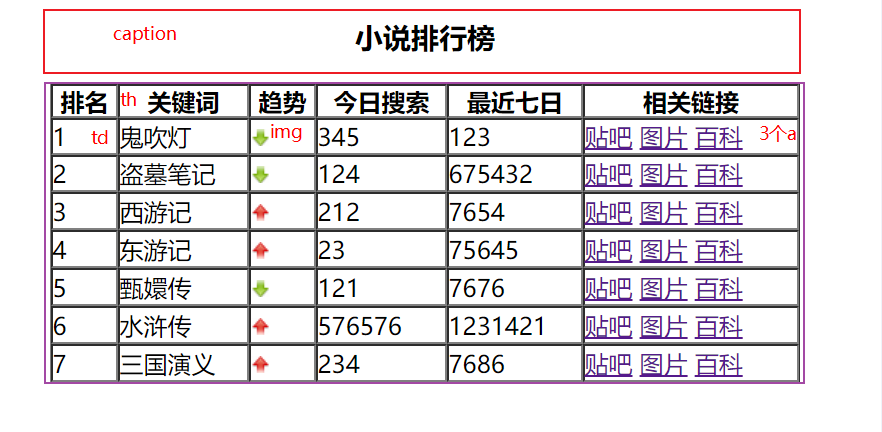 caption 小说排行榜
排名 th 关键词 趋势 今日搜索 最近七日 相关链接
1 td 鬼吹灯 img 345 123 贴吧 图片 百科 3个a
2 盗墓笔记 124 675432 贴吧 图片 百科
3 西游记 212 7654 贴吧 图片 百科
4 东游记 23 75645 贴吧 图片 百科
5 甄嬛传 121 7676 贴吧 图片 百科
6 水浒传 576576 1231421 贴吧 图片 百科
7 三国演义 234 7686 贴吧 图片 百科